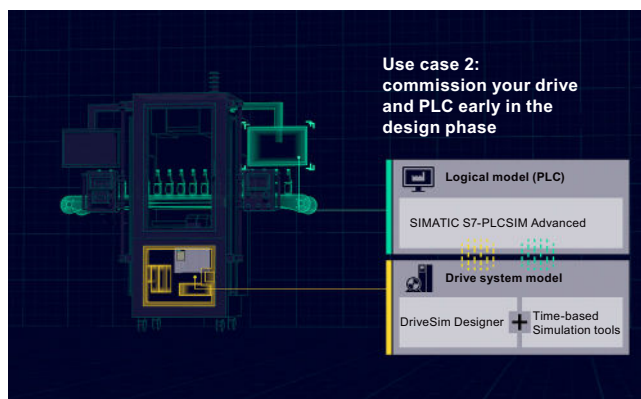 Use case 2:
commission your drive
and PLC early in the
design phase
Logical model (PLC)
SIMATIC S7-PLCSIM Advanced
Drive system model
DriveSim Designer
Time-based
Simulation tools